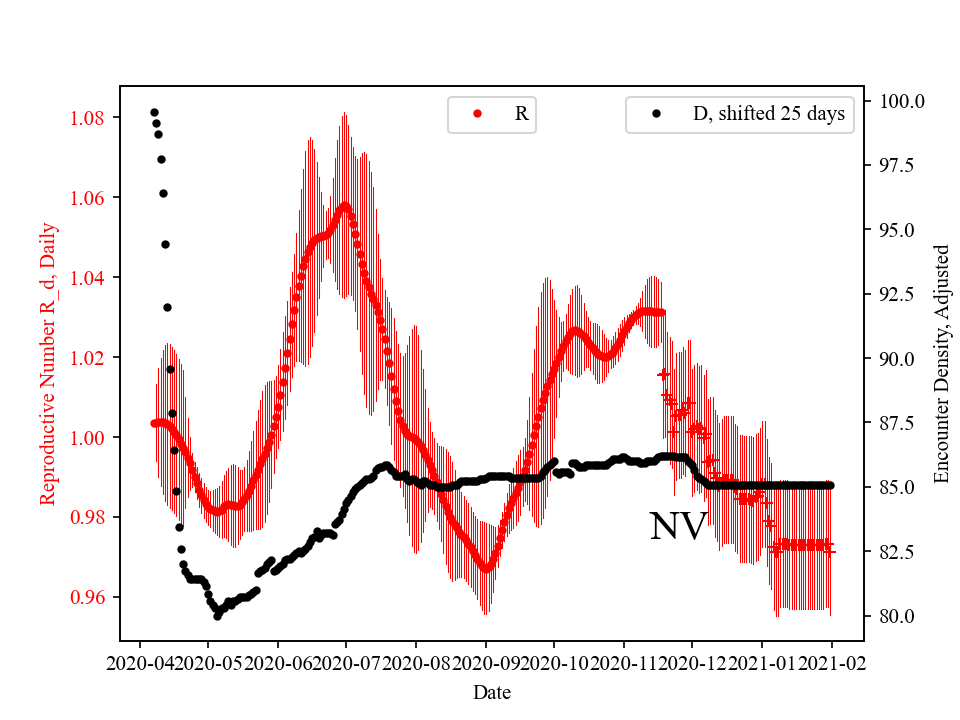 R
D, shifted 25 days
1.08
1.06
1.04
1.02
1.00
0.98
0.96
Reproductive Number R_d, Daily
100.0
97.5
95.0
92.5
90.0
87.5
85.0
82.5
80.0
Encounter Density, Adjusted
NV
2020-04 2020-05 2020-06 2020-07 2020-08 2020-09 2020-10 2020-11 2020-12 2021-01 2021-02
Date